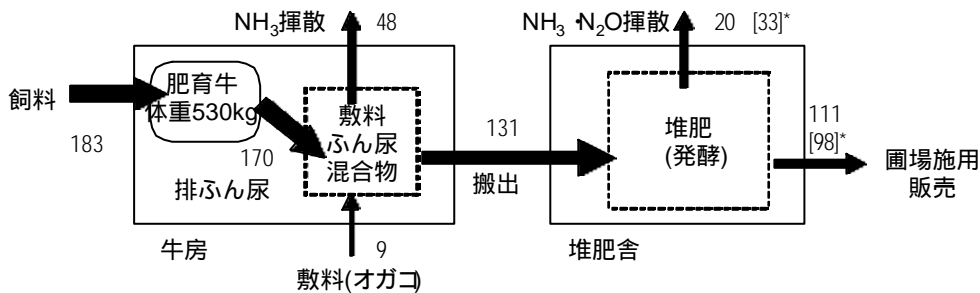 NH₃揮散 48
NH₃・N₂O揮散 20 [33]*
飼料
183
肥育牛
体重530kg
170
排ふん尿
敷料
ふん尿
混合物
131
搬出
堆肥
(発酵)
111
[98]*
圃場施用
販売
牛房
9
敷料(オガコ)
堆肥舎